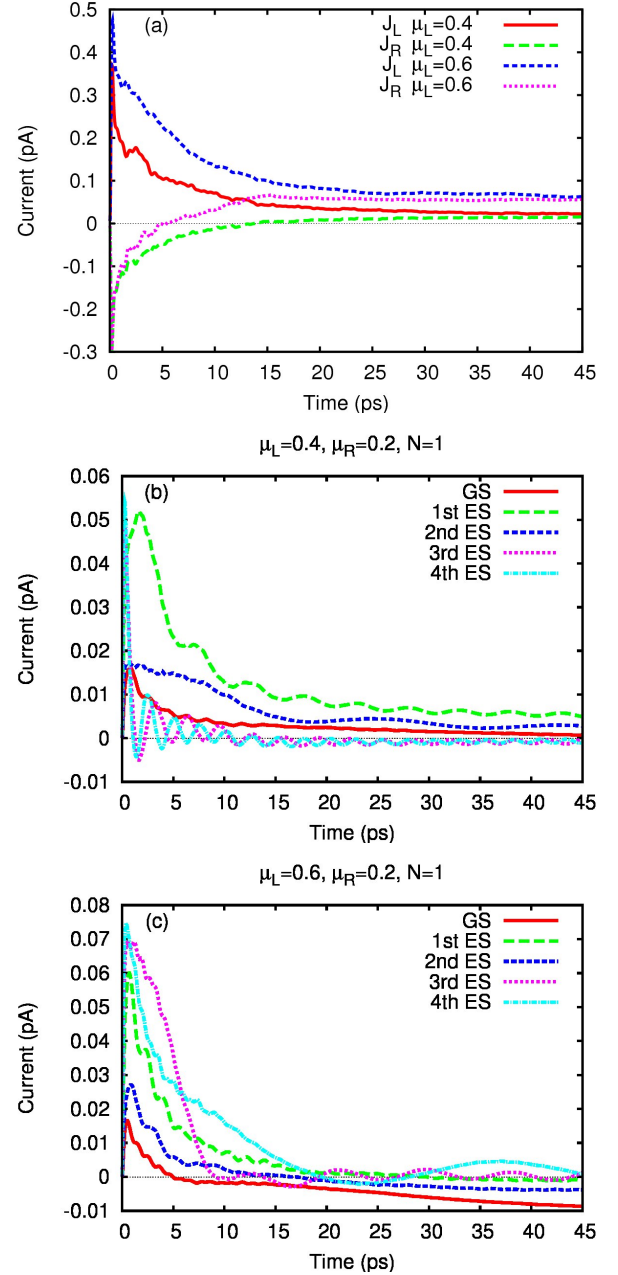 (a)
J_L μ_L=0.4
J_R μ_L=0.4
J_L μ_L=0.6
J_R μ_L=0.6
0.5
0.4
0.3
0.2
0.1
0
-0.1
-0.2
-0.3
Current (pA)
0 5 10 15 20 25 30 35 40 45
Time (ps)
μ_L=0.4, μ_R=0.2, N=1
(b)
GS
1st ES
2nd ES
3rd ES
4th ES
0.06
0.05
0.04
0.03
0.02
0.01
0
-0.01
Current (pA)
0 5 10 15 20 25 30 35 40 45
Time (ps)
μ_L=0.6, μ_R=0.2, N=1
(c)
GS
1st ES
2nd ES
3rd ES
4th ES
0.08
0.07
0.06
0.05
0.04
0.03
0.02
0.01
0
-0.01
Current (pA)
0 5 10 15 20 25 30 35 40 45
Time (ps)